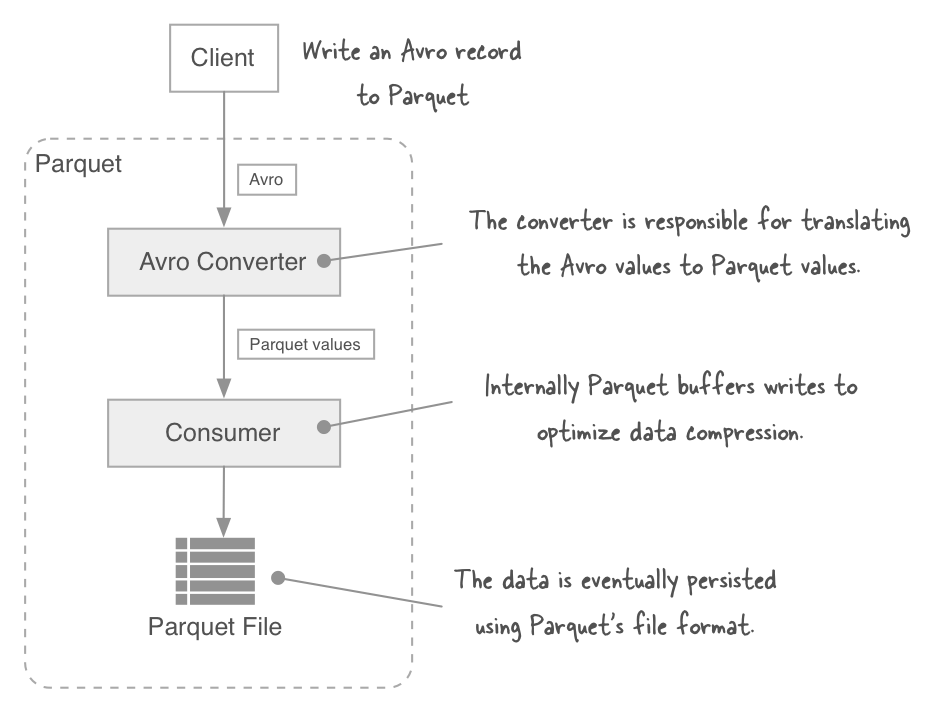 Client
Write an Avro record
to Parquet
Parquet
Avro
Avro Converter
The converter is responsible for translating
the Avro values to Parquet values.
Parquet values
Consumer
Internally Parquet buffers writes to
optimize data compression.
Parquet File
The data is eventually persisted
using Parquet's file format.